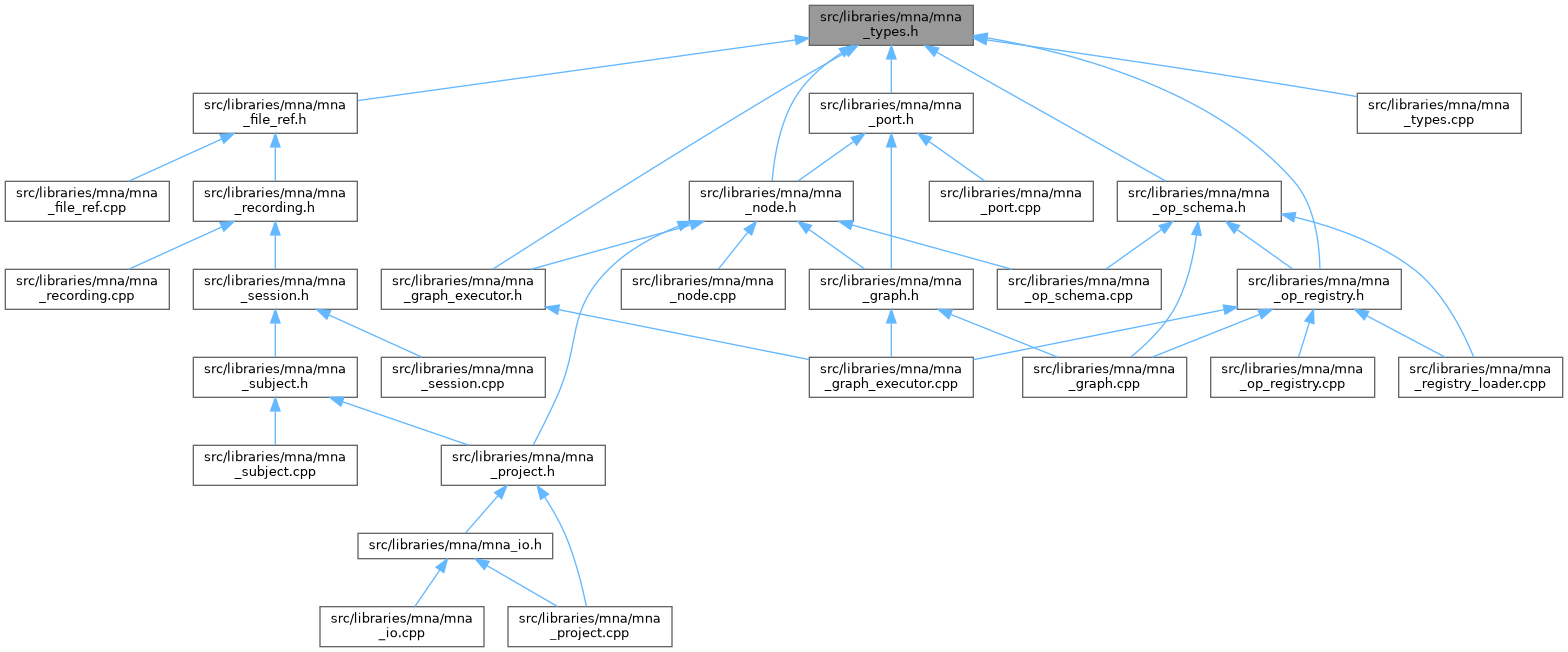 src/libraries/mna/mna
_types.h
src/libraries/mna/mna
_file_ref.h
src/libraries/mna/mna
_port.h
src/libraries/mna/mna
_types.cpp
src/libraries/mna/mna
_file_ref.cpp
src/libraries/mna/mna
_recording.h
src/libraries/mna/mna
_node.h
src/libraries/mna/mna
_port.cpp
src/libraries/mna/mna
_op_schema.h
src/libraries/mna/mna
_recording.cpp
src/libraries/mna/mna
_session.h
src/libraries/mna/mna
_graph_executor.h
src/libraries/mna/mna
_node.cpp
src/libraries/mna/mna
_graph.h
src/libraries/mna/mna
_op_schema.cpp
src/libraries/mna/mna
_op_registry.h
src/libraries/mna/mna
_subject.h
src/libraries/mna/mna
_session.cpp
src/libraries/mna/mna
_graph_executor.cpp
src/libraries/mna/mna
_graph.cpp
src/libraries/mna/mna
_op_registry.cpp
src/libraries/mna/mna
_registry_loader.cpp
src/libraries/mna/mna
_subject.cpp
src/libraries/mna/mna
_project.h
src/libraries/mna/mna_io.h
src/libraries/mna/mna
_io.cpp
src/libraries/mna/mna
_project.cpp